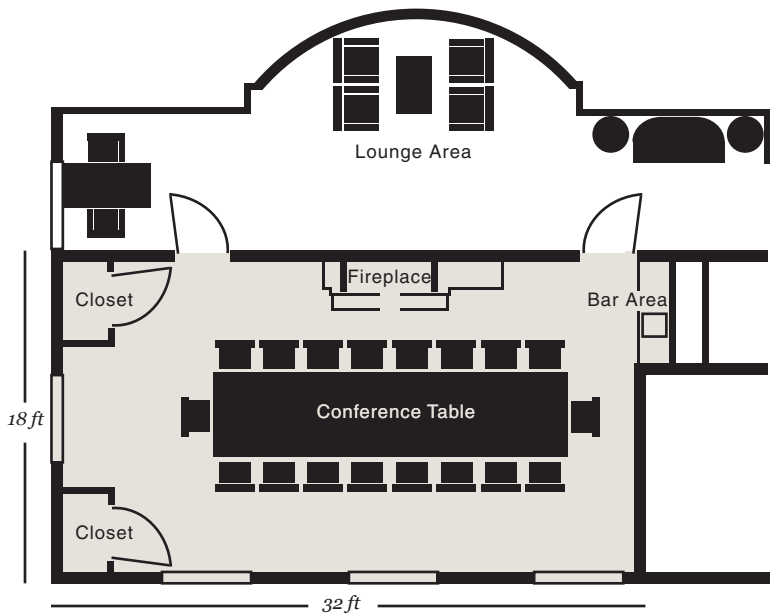 Lounge Area
Fireplace
Closet
Bar Area
Conference Table
18 ft
Closet
32 ft